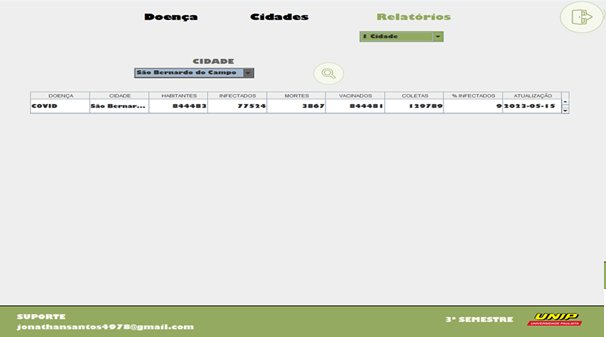 Doença Cidades Relatórios
1 Cidade
CIDADE
São Bernardo do Campo
DOENÇA CIDADE HABITANTES INFECTADOS MORTES VACINADOS COLETAS % INFECTADOS ATUALIZAÇÃO
COVID São Bernar... 844483 77524 3867 844481 129789 9 2023-05-15
SUPORTE
jonathansantos4978@gmail.com
3° SEMESTRE
UNIP
UNIVERSIDADE PAULISTA